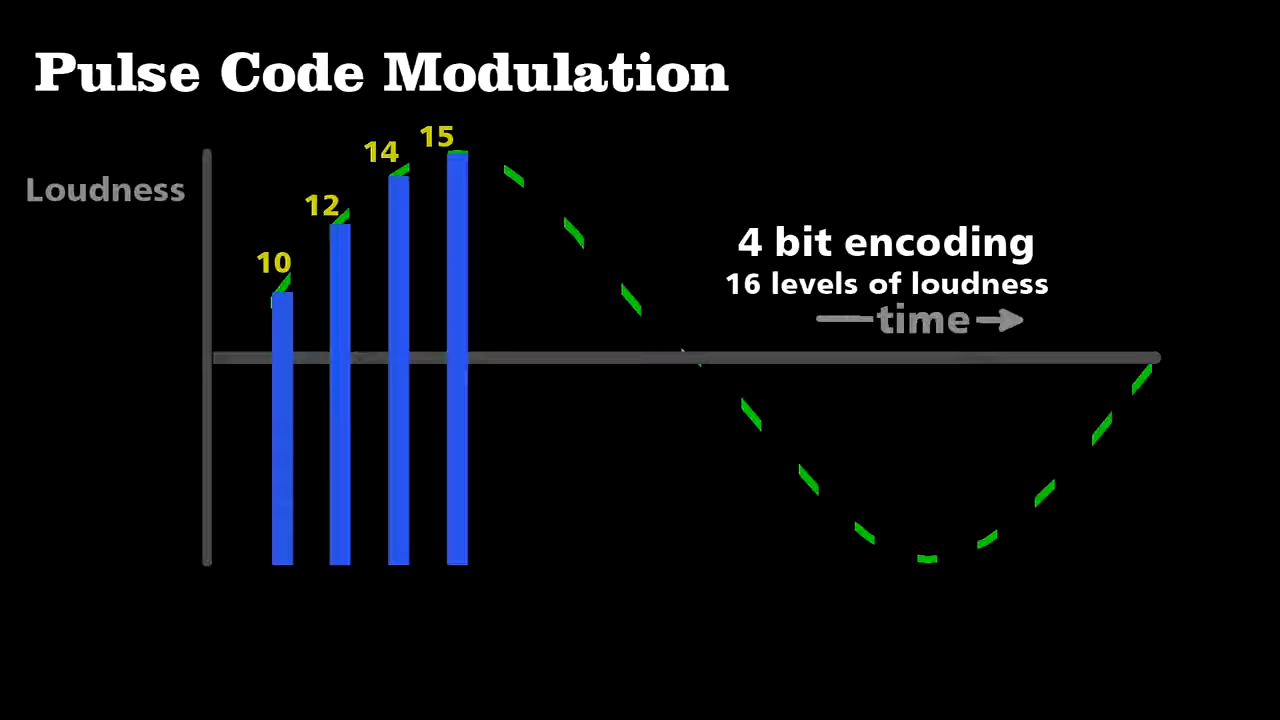 Pulse Code Modulation
15
14
Loudness
12
4 bit encoding
10
16 levels of loudness
time